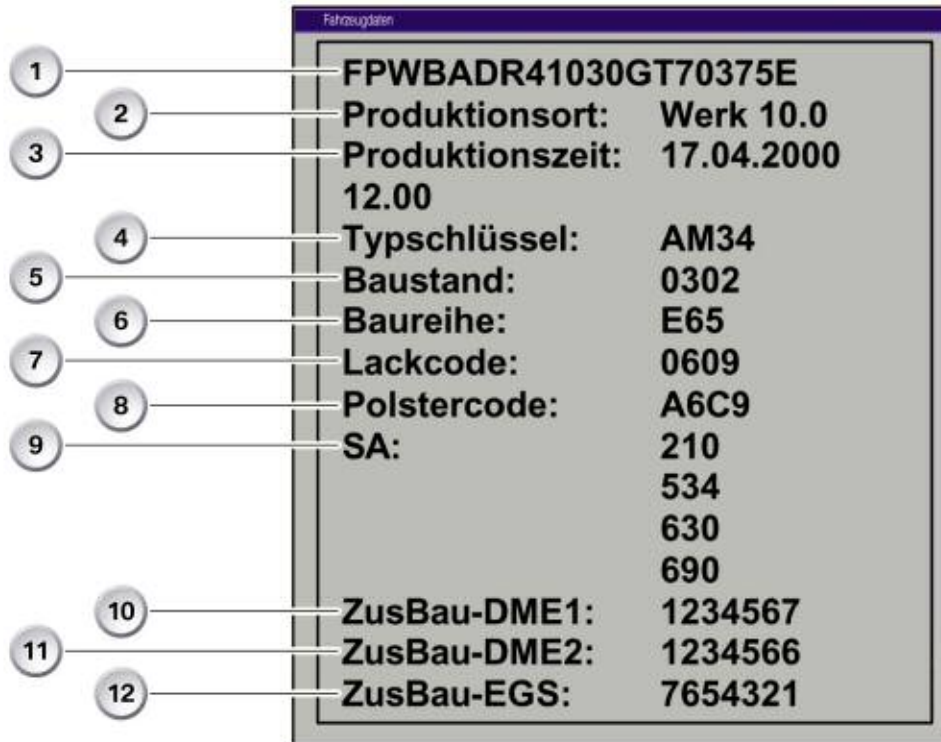 Fahrzeugdaten
1 FPWBADR41030GT70375E
2 Produktionsort: Werk 10.0
3 Produktionszeit: 17.04.2000
12.00
4 Typschlüssel: AM34
5 Baustand: 0302
6 Baureihe: E65
7 Lackcode: 0609
8 Polstercode: A6C9
9 SA: 210
534
630
690
10 ZusBau-DME1: 1234567
11 ZusBau-DME2: 1234566
12 ZusBau-EGS: 7654321